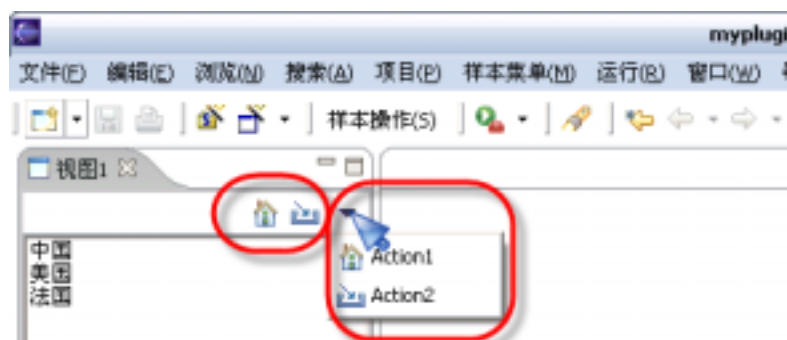 myplugi
文件(F) 编辑(E) 浏览(N) 搜索(A) 项目(P) 样本菜单(M) 运行(R) 窗口(W)
样本操作(S)
视图1
中国
美国
法国
Action1
Action2